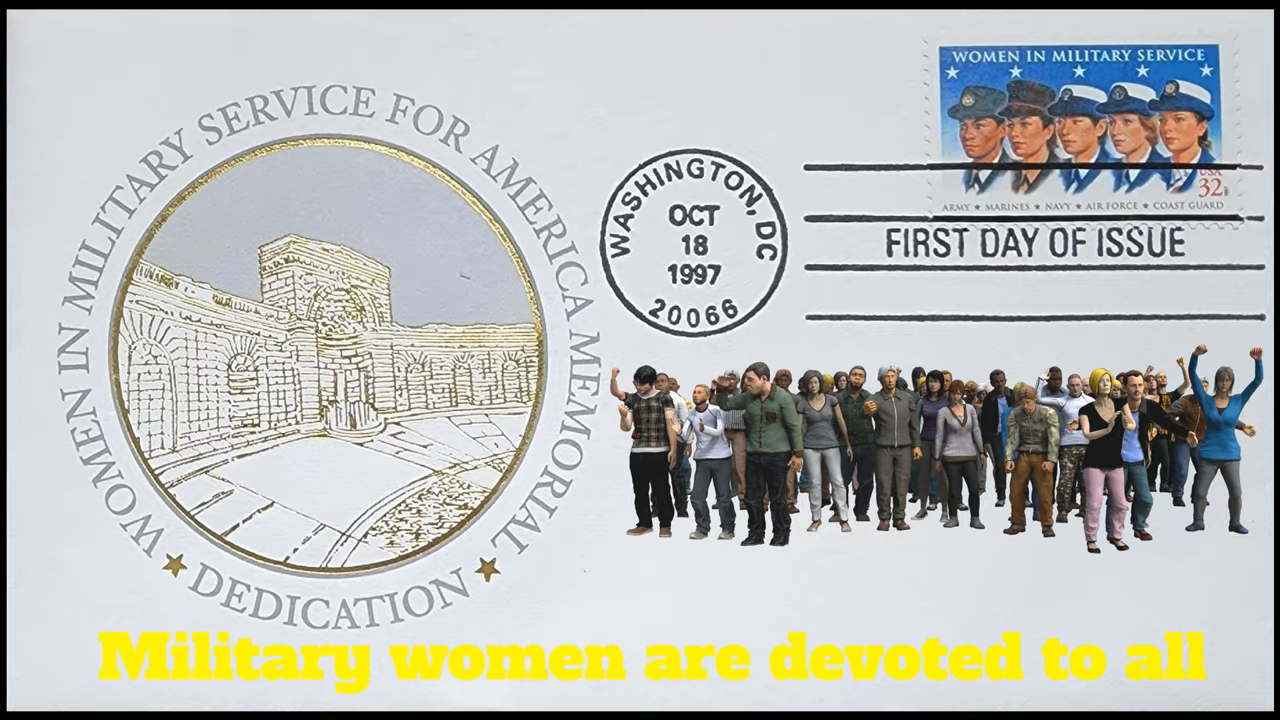 WOMEN IN MILITARY SERVICE FOR AMERICA MEMORIAL
★ DEDICATION ★
WASHINGTON, DC
OCT
18
1997
20066
WOMEN IN MILITARY SERVICE
USA
32
ARMY ★ MARINES ★ NAVY ★ AIR FORCE ★ COAST GUARD
FIRST DAY OF ISSUE
Military women are devoted to all